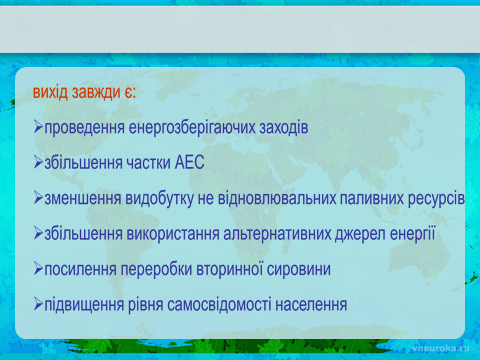 вихід завжди є:
➢проведення енергозберігаючих заходів
➢збільшення частки АЕС
➢зменшення видобутку не відновлювальних паливних ресурсів
➢збільшення використання альтернативних джерел енергії
➢посилення переробки вторинної сировини
➢підвищення рівня самосвідомості населення
vneuroka.ru